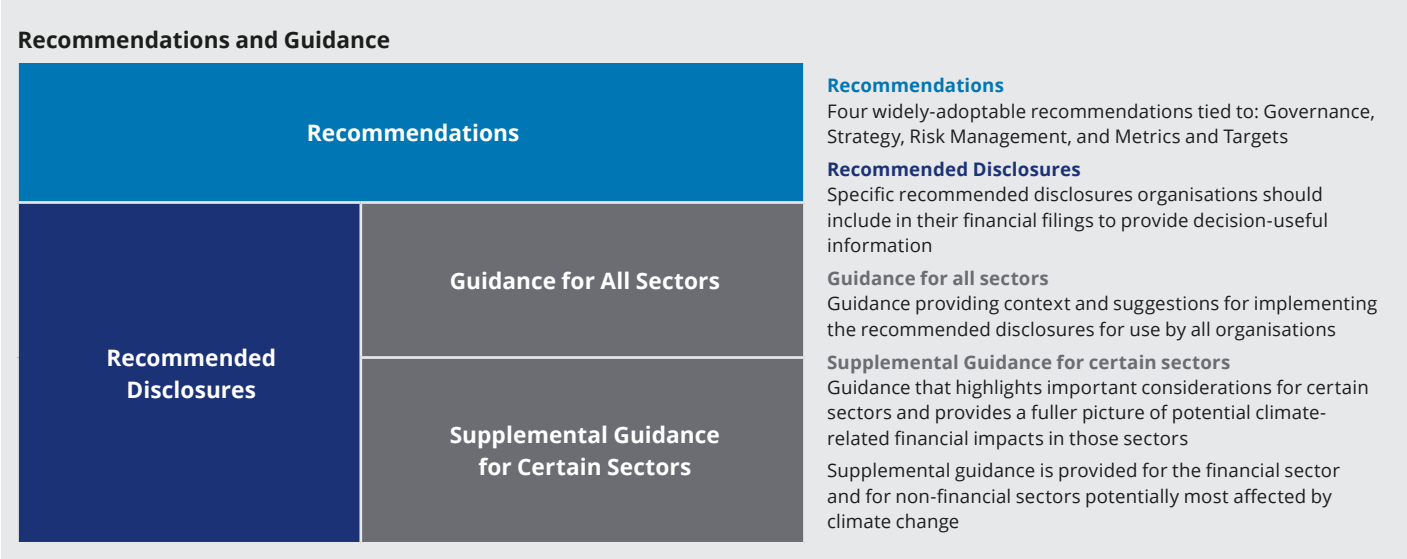 Recommendations and Guidance
Recommendations
Recommended
Disclosures
Guidance for All Sectors
Supplemental Guidance
for Certain Sectors
Recommendations
Four widely-adoptable recommendations tied to: Governance,
Strategy, Risk Management, and Metrics and Targets
Recommended Disclosures
Specific recommended disclosures organisations should
include in their financial filings to provide decision-useful
information
Guidance for all sectors
Guidance providing context and suggestions for implementing
the recommended disclosures for use by all organisations
Supplemental Guidance for certain sectors
Guidance that highlights important considerations for certain
sectors and provides a fuller picture of potential climate-
related financial impacts in those sectors
Supplemental guidance is provided for the financial sector
and for non-financial sectors potentially most affected by
climate change